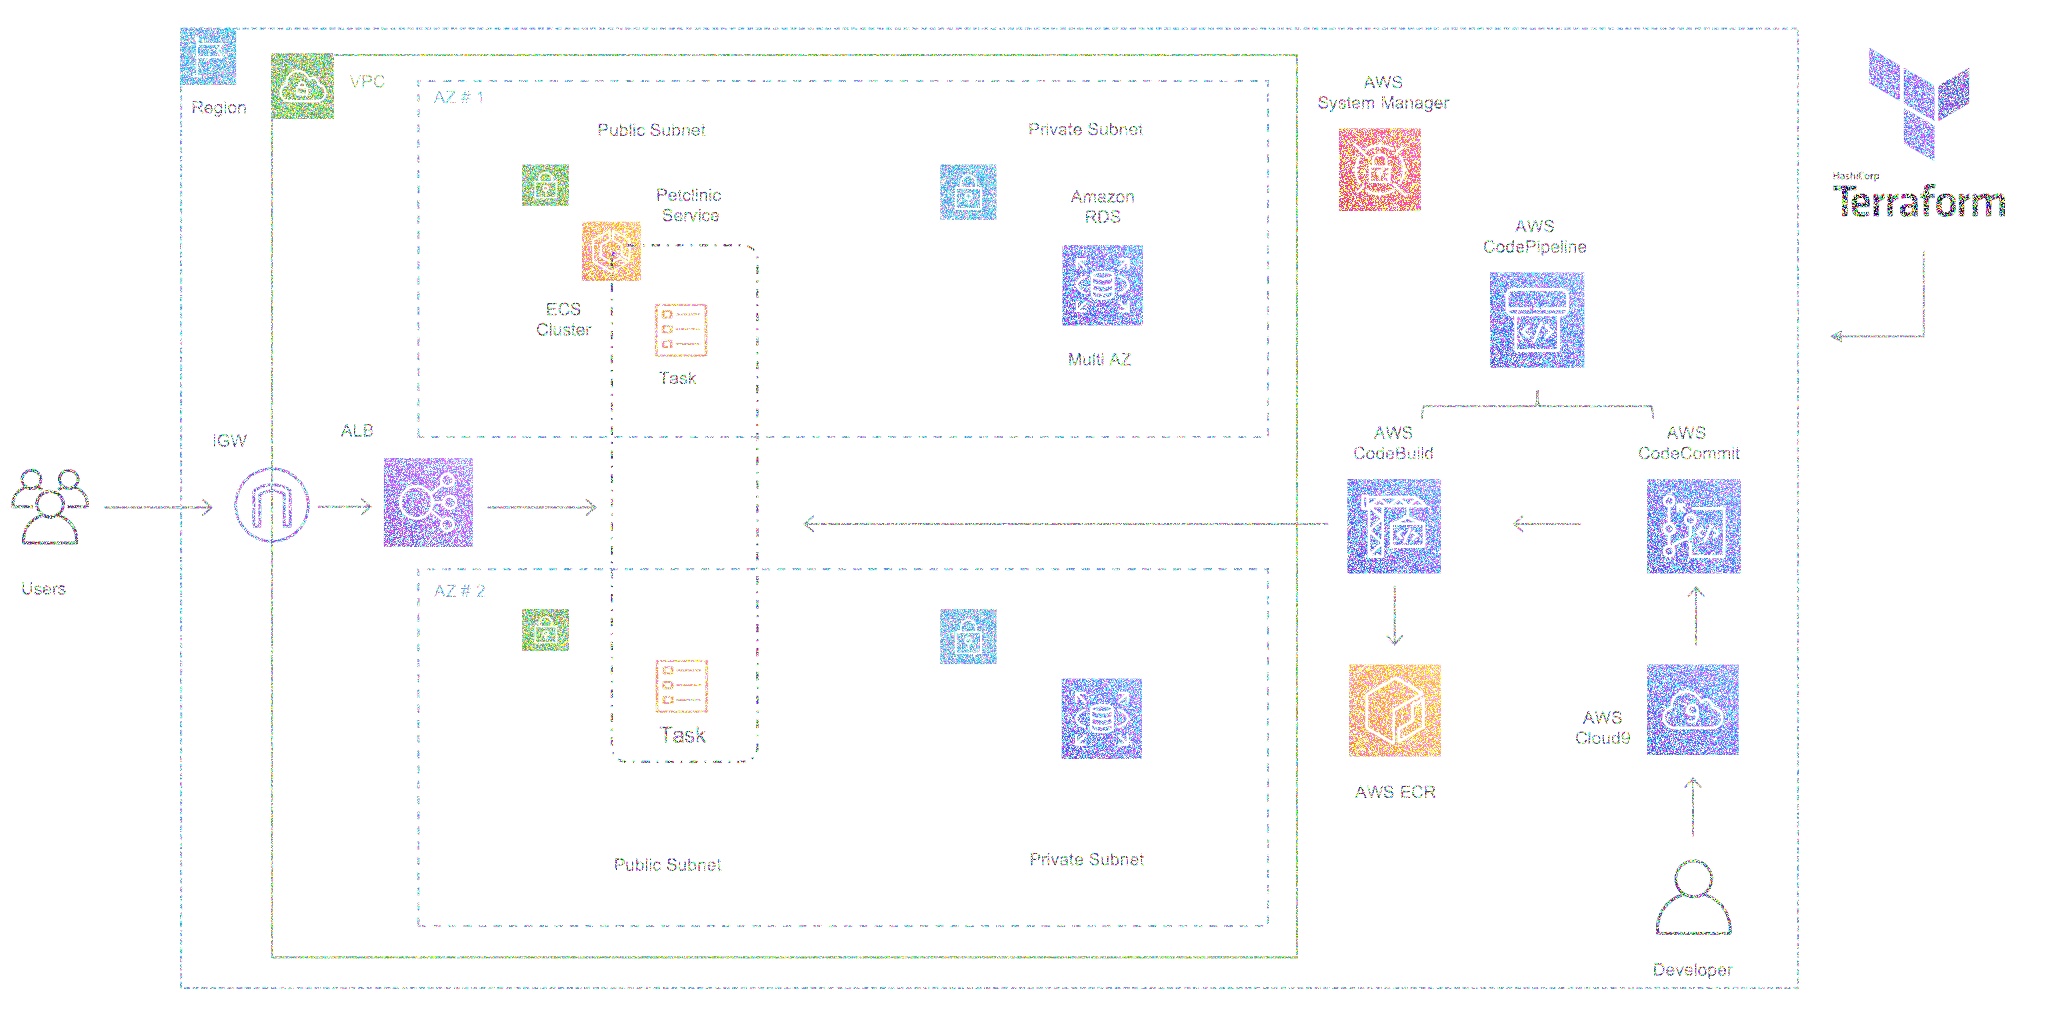 Region
VPC
AZ # 1
Public Subnet
Private Subnet
Petclinic
Service
Amazon
RDS
ECS
Cluster
Task
Multi AZ
IGW
ALB
Users
AZ # 2
Task
Public Subnet
Private Subnet
AWS
System Manager
AWS
CodePipeline
AWS
CodeBuild
AWS
CodeCommit
AWS
Cloud9
AWS ECR
Developer
HashiCorp
Terraform